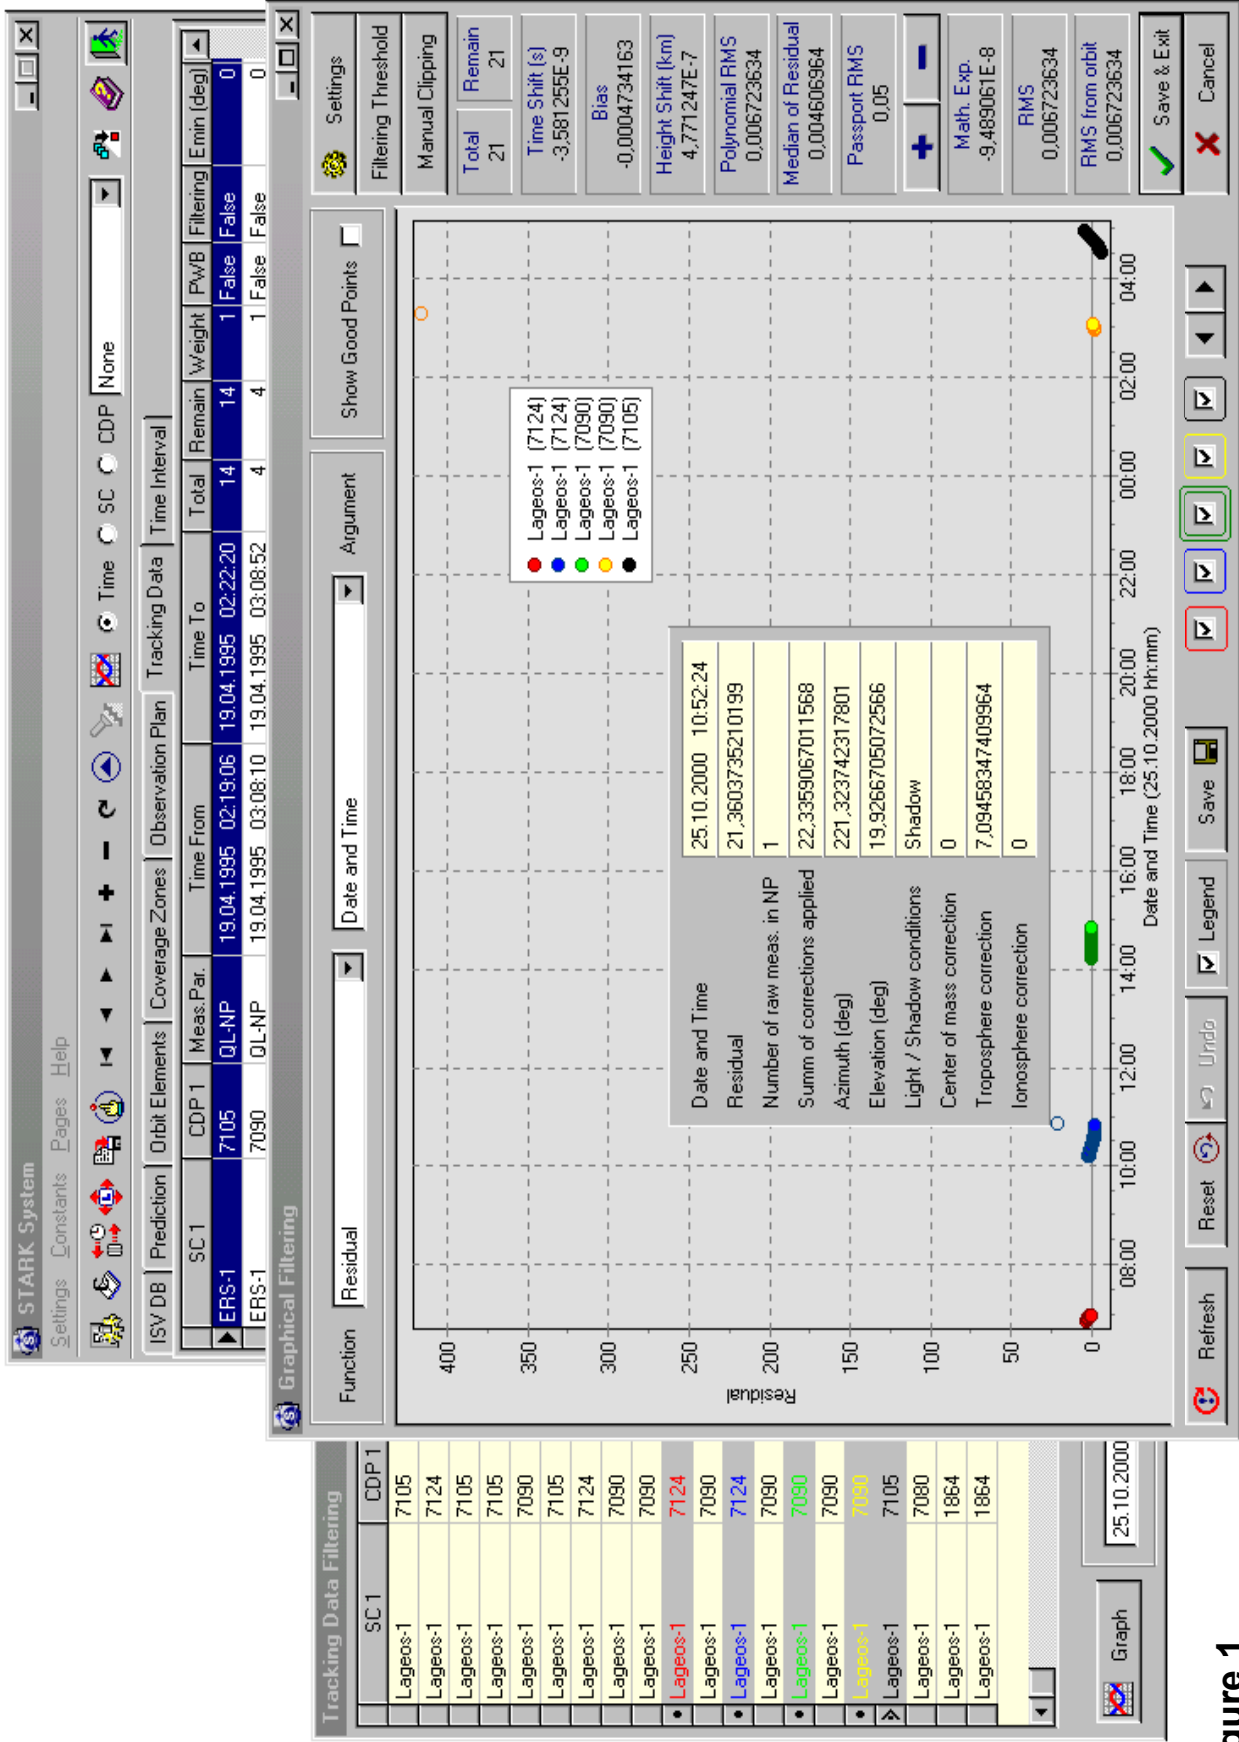 STARK System
Settings Constants Pages Help
Time SC CDP None
ISV DB Prediction Orbit Elements Coverage Zones Observation Plan Tracking Data Time Interval
SC 1 CDP 1 Meas.Par. Time From Time To Total Remain Weight PWB Filtering Emin (deg)
ERS-1 7105 QL-NP 19.04.1995 02:19:06 19.04.1995 02:22:20 14 14 1 False False 0
ERS-1 7090 QL-NP 19.04.1995 03:08:10 19.04.1995 03:08:52 4 4 1 False False 0
Graphical Filtering
Function Residual Date and Time Argument Show Good Points
Settings
Filtering Threshold
Manual Clipping
Total Remain
21 21
Time Shift (s)
-3,581255E-9
Bias
-0,0004734163
Height Shift (km)
4,771247E-7
Polynomial RMS
0,006723634
Median of Residual
0,004606964
Passport RMS
0,05
Math. Exp.
-9,489061E-8
RMS
0,006723634
RMS from orbit
0,006723634
Save & Exit
Cancel
400
350
300
250
200
150
100
50
0
Residual
Lageos-1 (7124)
Lageos-1 (7124)
Lageos-1 (7090)
Lageos-1 (7090)
Lageos-1 (7105)
Date and Time 25.10.2000 10:52:24
Residual 21,3603735210199
Number of raw meas. in NP 1
Summ of corrections applied 22,3359067011568
Azimuth (deg) 221,323742317801
Elevation (deg) 19,9266705072566
Light / Shadow conditions Shadow
Center of mass correction 0
Troposphere correction 7,09458347409964
Ionosphere correction 0
08:00 10:00 12:00 14:00 16:00 18:00 20:00 22:00 00:00 02:00 04:00
Date and Time (25.10.2000 hh:mm)
Refresh Reset Undo Legend Save
Tracking Data Filtering
SC 1 CDP 1
Lageos-1 7105
Lageos-1 7124
Lageos-1 7105
Lageos-1 7105
Lageos-1 7090
Lageos-1 7105
Lageos-1 7124
Lageos-1 7090
Lageos-1 7090
Lageos-1 7124
Lageos-1 7090
Lageos-1 7124
Lageos-1 7090
Lageos-1 7090
Lageos-1 7090
Lageos-1 7090
Lageos-1 7105
Lageos-1 7080
Lageos-1 1864
Lageos-1 1864
Graph 25.10.2000
gure 1